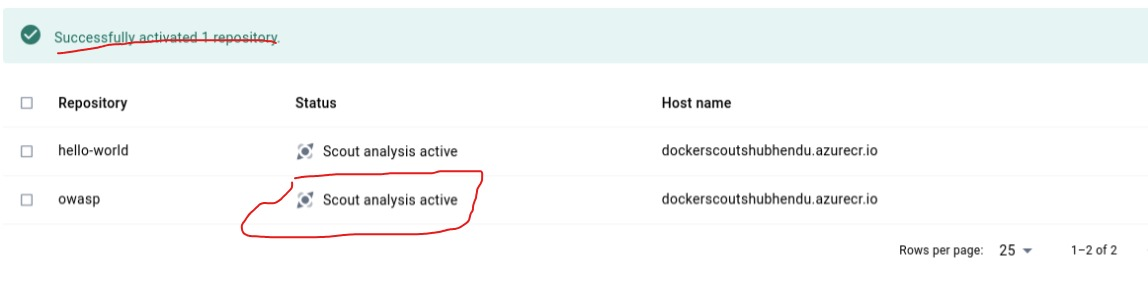 Successfully activated 1 repository.
Repository Status Host name
hello-world Scout analysis active dockerscoutshubhendu.azurecr.io
owasp Scout analysis active dockerscoutshubhendu.azurecr.io
Rows per page: 25 1–2 of 2